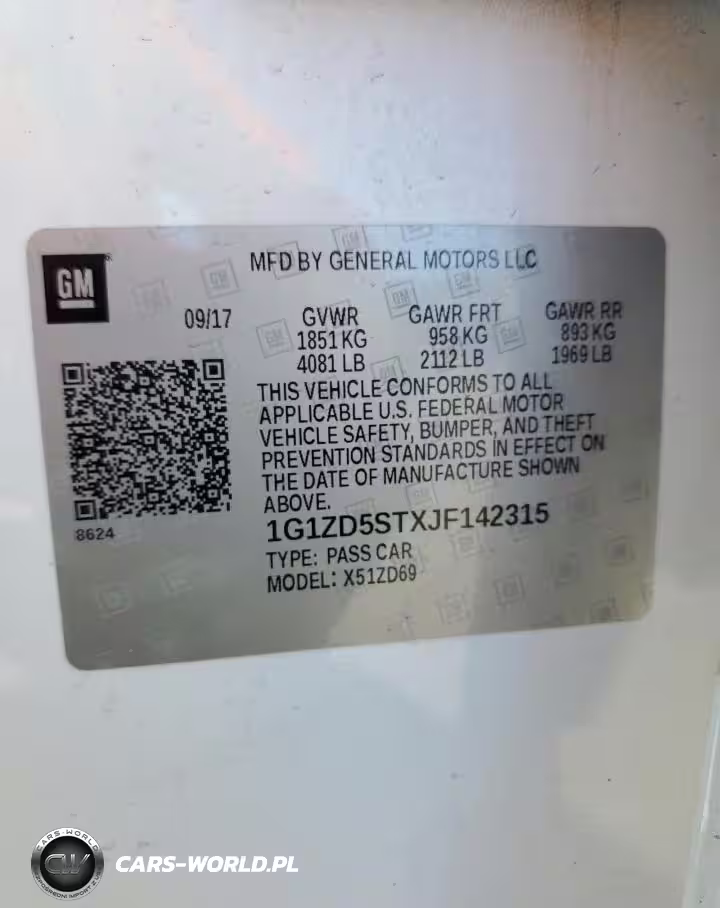 GM
MFD BY GENERAL MOTORS LLC
09/17
GVWR
1851 KG
4081 LB
GAWR FRT
958 KG
2112 LB
GAWR RR
893 KG
1969 LB
THIS VEHICLE CONFORMS TO ALL
APPLICABLE U.S. FEDERAL MOTOR
VEHICLE SAFETY, BUMPER, AND THEFT
PREVENTION STANDARDS IN EFFECT ON
THE DATE OF MANUFACTURE SHOWN
ABOVE.
8624
1G1ZD5STXJF142315
TYPE: PASS CAR
MODEL: X51ZD69
CARS-WORLD
CW
CARS-WORLD.PL